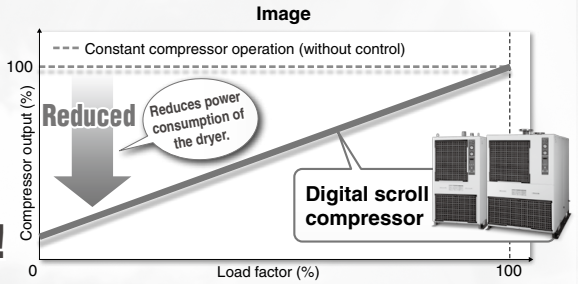 Image
Constant compressor operation (without control)
100
Reduced
Reduces power
consumption of
the dryer.
Compressor output (%)
Digital scroll
compressor
!
0
Load factor (%)
100